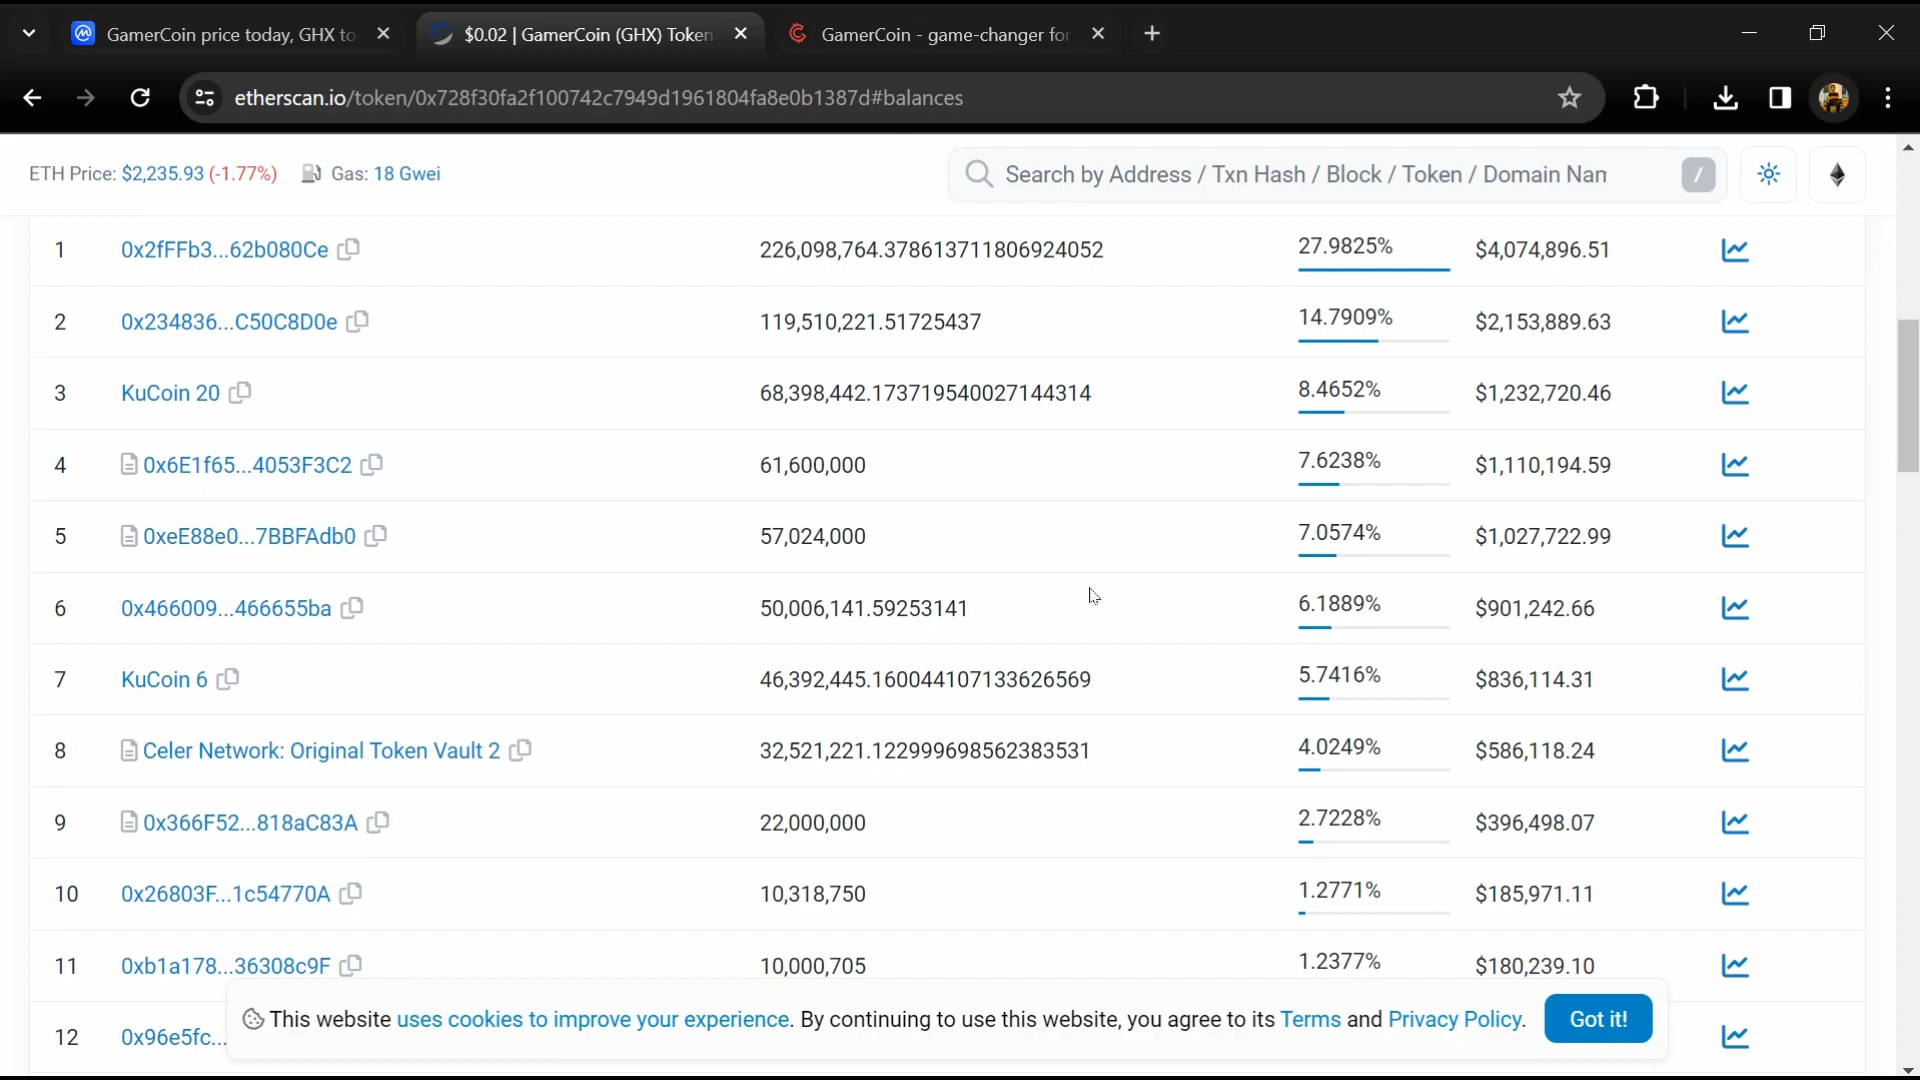 GamerCoin price today, GHX to
$0.02 | GamerCoin (GHX) Token
GamerCoin - game-changer for
etherscan.io/token/0x728f30fa2f100742c7949d1961804fa8e0b1387d#balances
ETH Price: $2,235.93 (-1.77%) Gas: 18 Gwei
Search by Address / Txn Hash / Block / Token / Domain Nam /
1 0x2fFFb3...62b080Ce 226,098,764.378613711806924052 27.9825% $4,074,896.51
2 0x234836...C50C8D0e 119,510,221.51725437 14.7909% $2,153,889.63
3 KuCoin 20 68,398,442.173719540027144314 8.4652% $1,232,720.46
4 0x6E1f65...4053F3C2 61,600,000 7.6238% $1,110,194.59
5 0xeE88e0...7BBFAdb0 57,024,000 7.0574% $1,027,722.99
6 0x466009...466655ba 50,006,141.59253141 6.1889% $901,242.66
7 KuCoin 6 46,392,445.160044107133626569 5.7416% $836,114.31
8 Celer Network: Original Token Vault 2 32,521,221.122999698562383531 4.0249% $586,118.24
9 0x366F52...818aC83A 22,000,000 2.7228% $396,498.07
10 0x26803F...1c54770A 10,318,750 1.2771% $185,971.11
11 0xb1a178...36308c9F 10,000,705 1.2377% $180,239.10
12 0x96e5fc...
This website uses cookies to improve your experience. By continuing to use this website, you agree to its Terms and Privacy Policy. Got it!